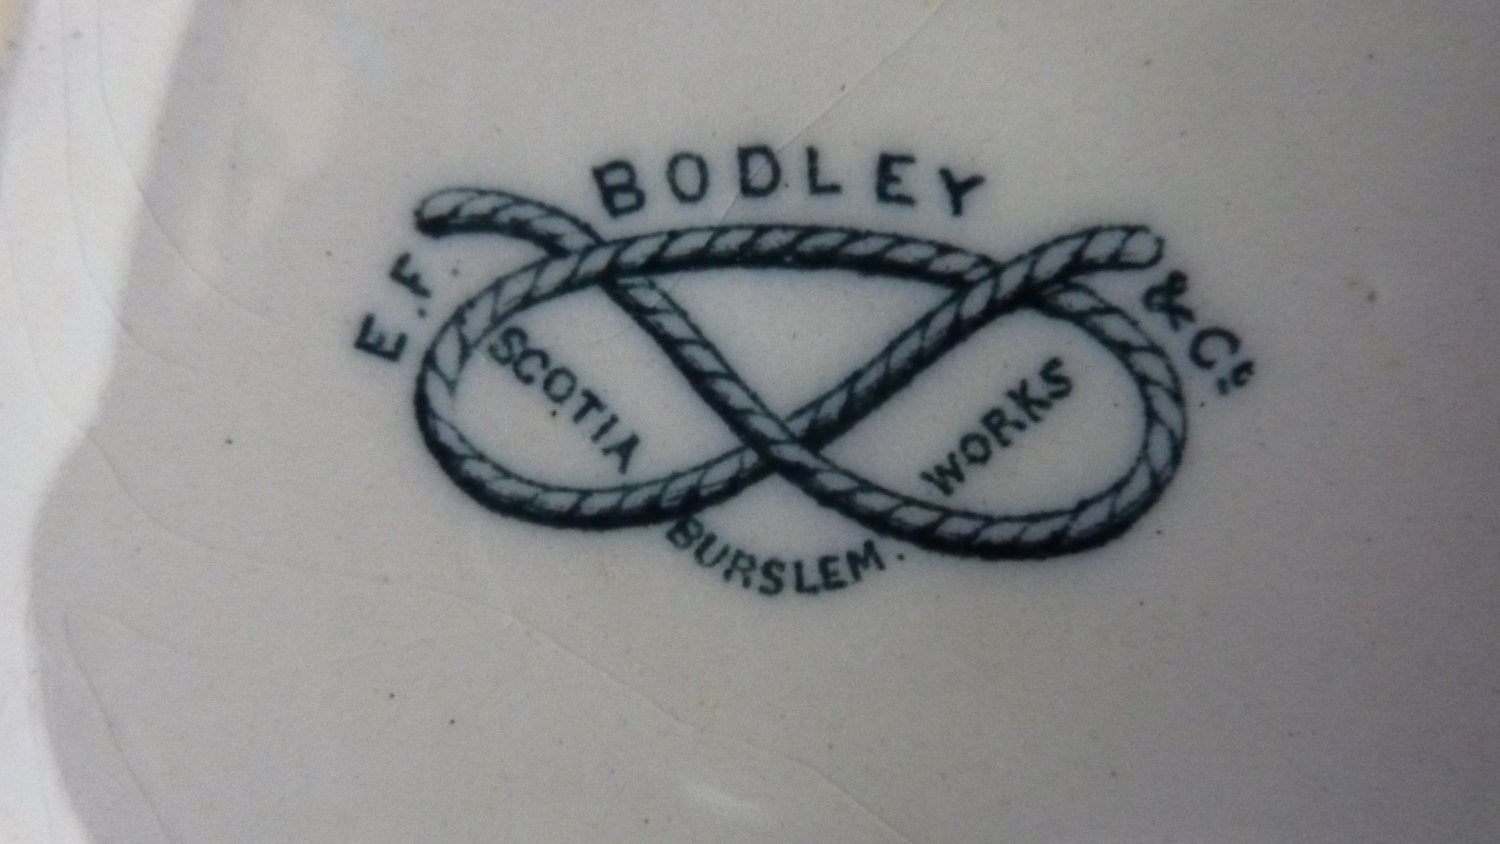 E.F. BODLEY & Co.
SCOTIA WORKS
BURSLEM.